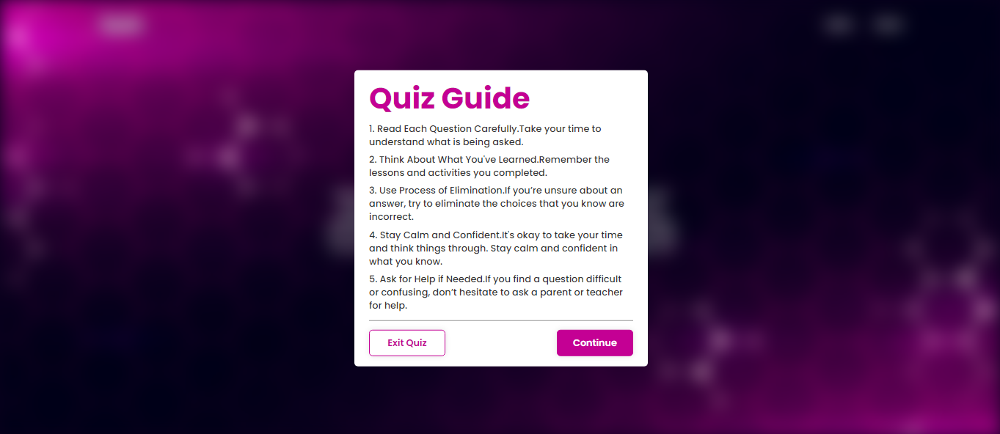 Quiz Guide
1. Read Each Question Carefully.Take your time to
understand what is being asked.
2. Think About What You've Learned.Remember the
lessons and activities you completed.
3. Use Process of Elimination.If you’re unsure about an
answer, try to eliminate the choices that you know are
incorrect.
4. Stay Calm and Confident.It's okay to take your time
and think things through. Stay calm and confident in
what you know.
5. Ask for Help if Needed.If you find a question difficult
or confusing, don’t hesitate to ask a parent or teacher
for help.
Exit Quiz
Continue